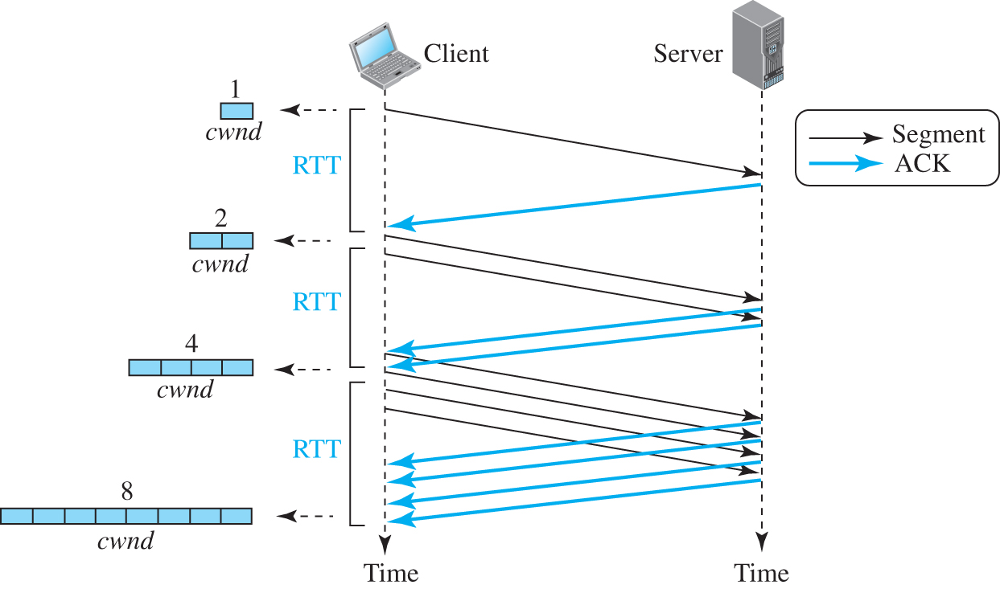 Client
Server
1
cwnd
RTT
Segment
ACK
2
cwnd
RTT
4
cwnd
RTT
8
cwnd
Time
Time